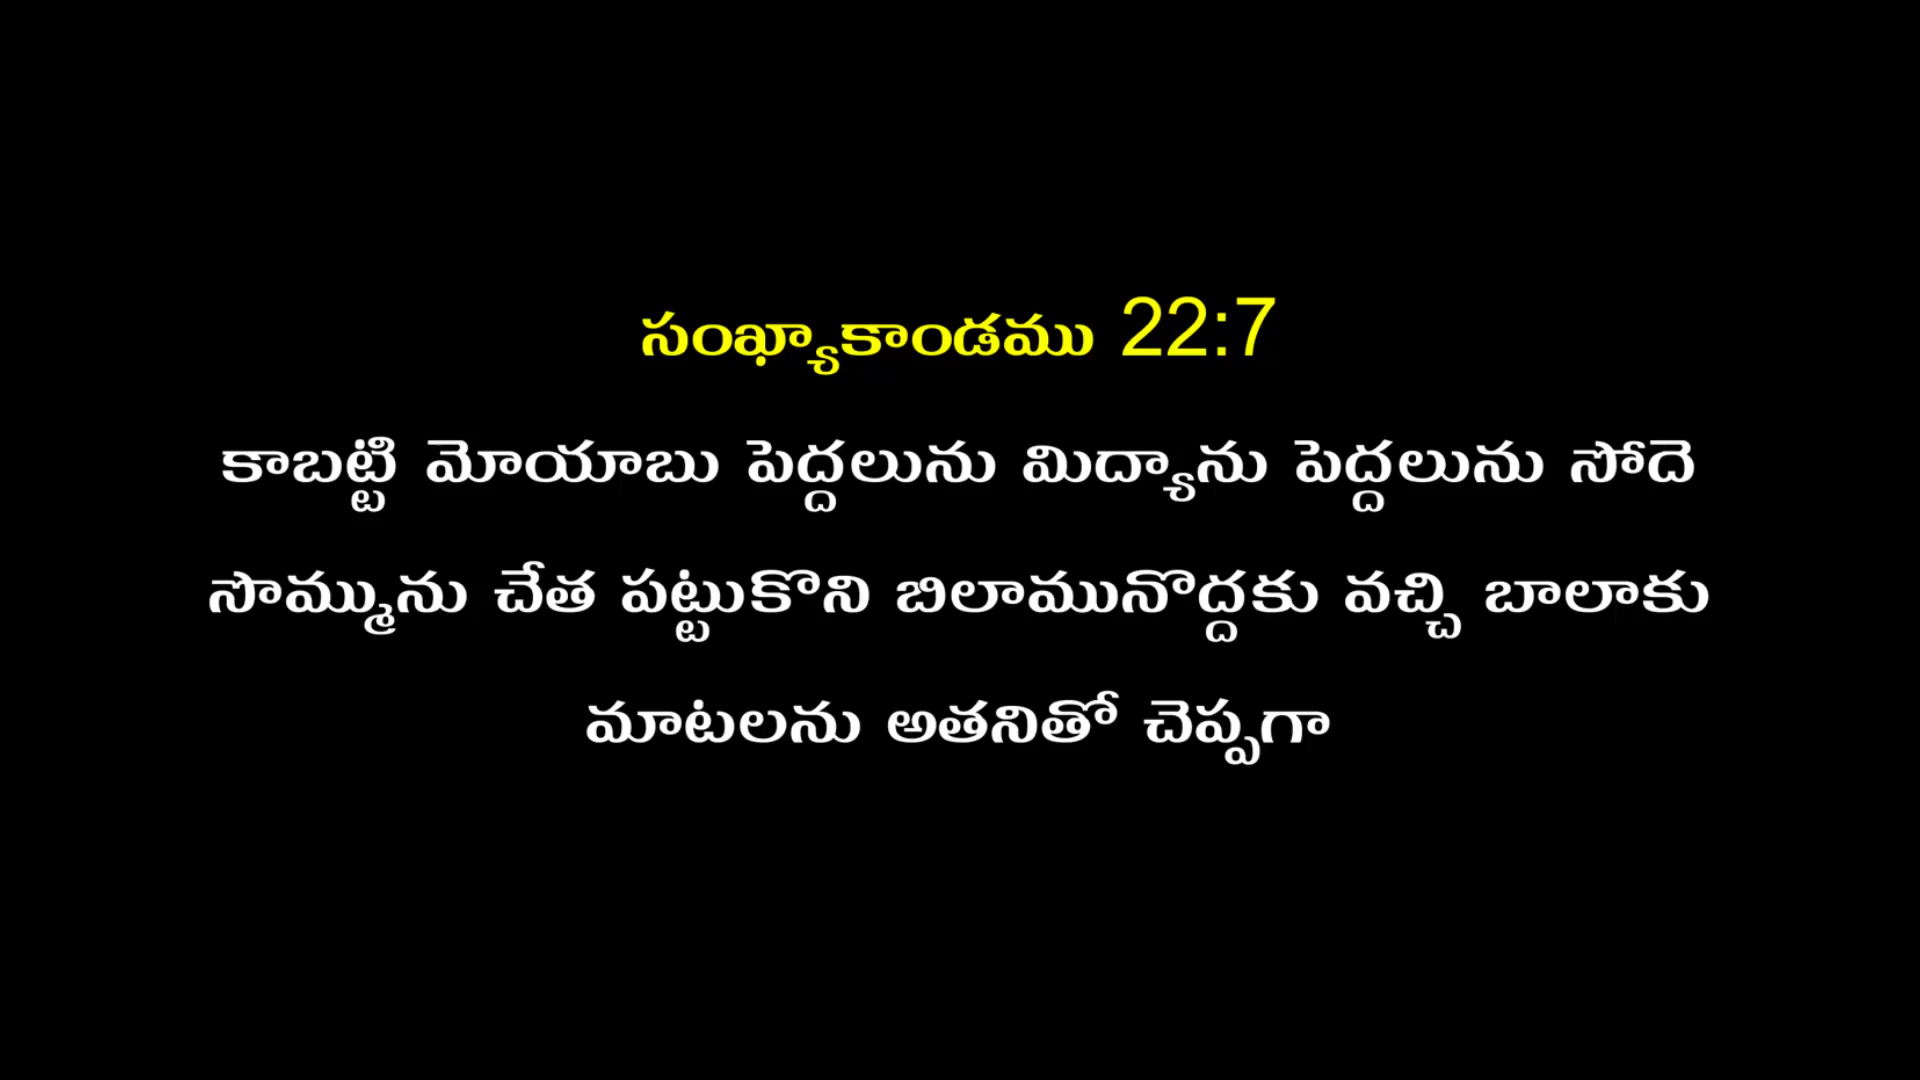 సంఖ్యాకాండము 22:7
కాబట్టి మోయాబు పెద్దలును మిద్యాను పెద్దలును సోదె
సొమ్మును చేత పట్టుకొని బిలామునొద్దకు వచ్చి బాలాకు
మాటలను అతనితో చెప్పగా